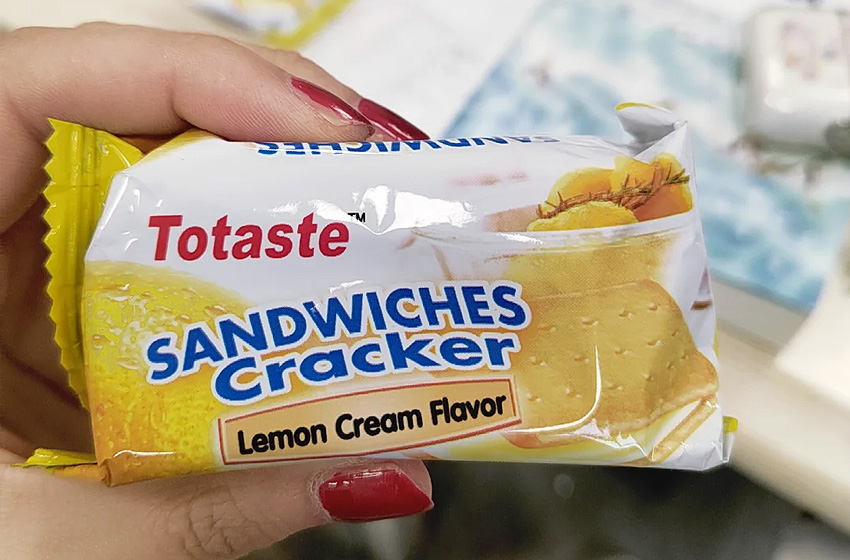 SANDWICHES
Totaste™
SANDWICHES
Cracker
Lemon Cream Flavor